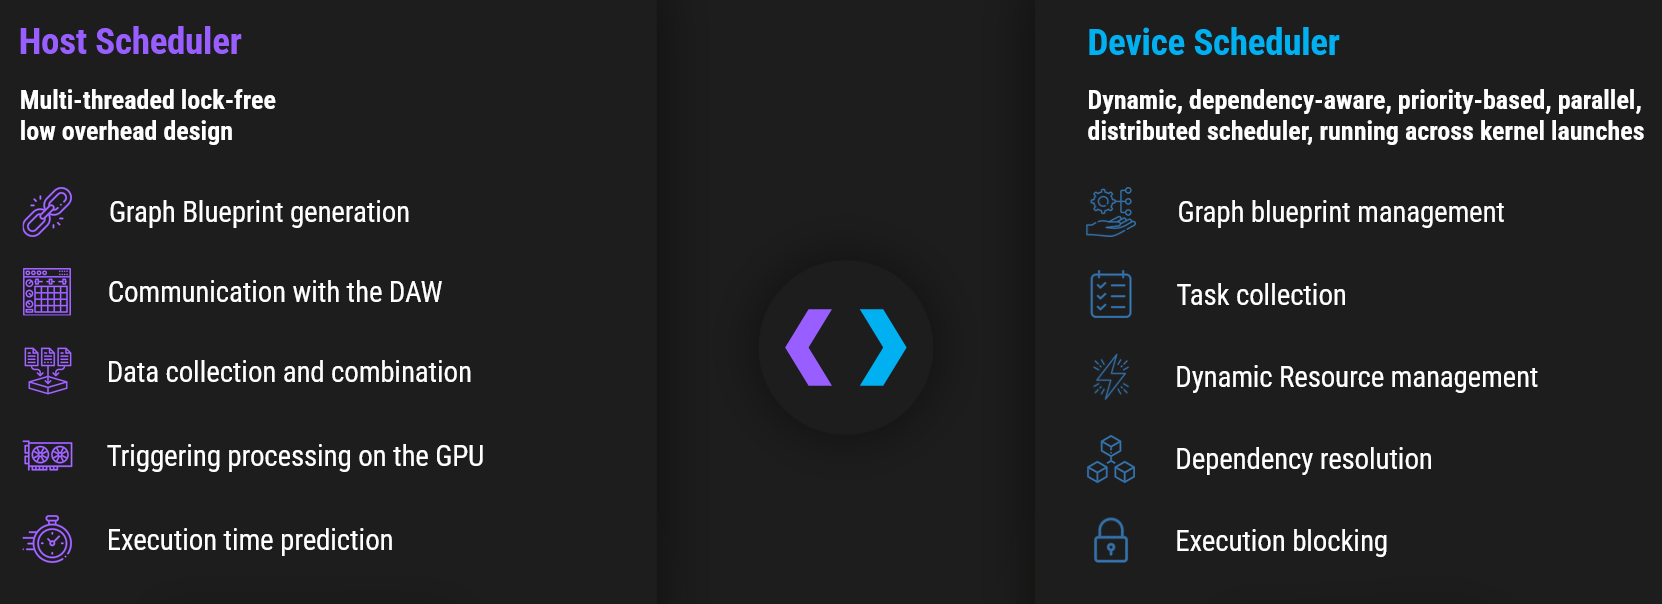 Host Scheduler
Multi-threaded lock-free
low overhead design
Graph Blueprint generation
Communication with the DAW
Data collection and combination
Triggering processing on the GPU
Execution time prediction
Device Scheduler
Dynamic, dependency-aware, priority-based, parallel,
distributed scheduler, running across kernel launches
Graph blueprint management
Task collection
Dynamic Resource management
Dependency resolution
Execution blocking